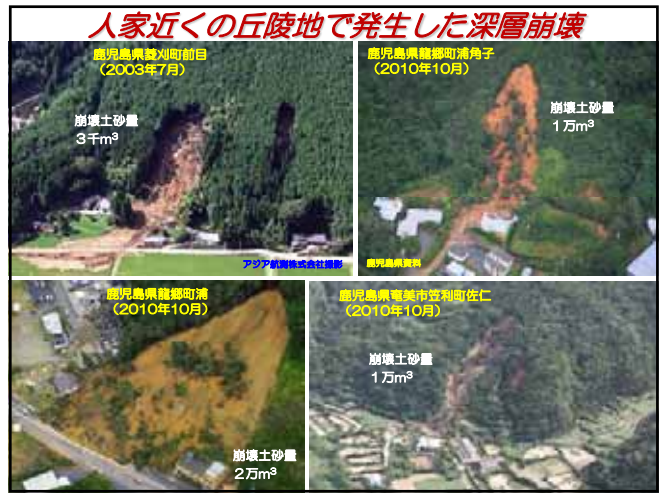 人家近くの丘陵地で発生した深層崩壊
鹿児島県菱刈町前目
（2003年7月）
崩壊土砂量
３千m³
アジア航測株式会社撮影
鹿児島県龍郷町浦角子
（2010年10月）
崩壊土砂量
１万m³
鹿児島県資料
鹿児島県龍郷町浦
（2010年10月）
崩壊土砂量
２万m³
鹿児島県奄美市笠利町佐仁
（2010年10月）
崩壊土砂量
１万m³